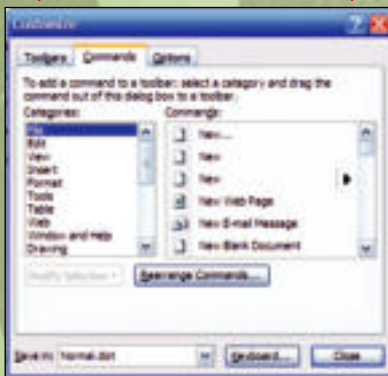 Customize
Toolbars Commands Options
To add a command to a toolbar: select a category and drag the
command out of this dialog box to a toolbar.
Categories: Commands:
File
Edit
View
Insert
Format
Tools
Table
Web
Window and Help
Drawing
New...
New
New
New Web Page
New E-mail Message
New Blank Document
Modify Selection
Rearrange Commands...
Save in: Normal.dot Keyboard... Close